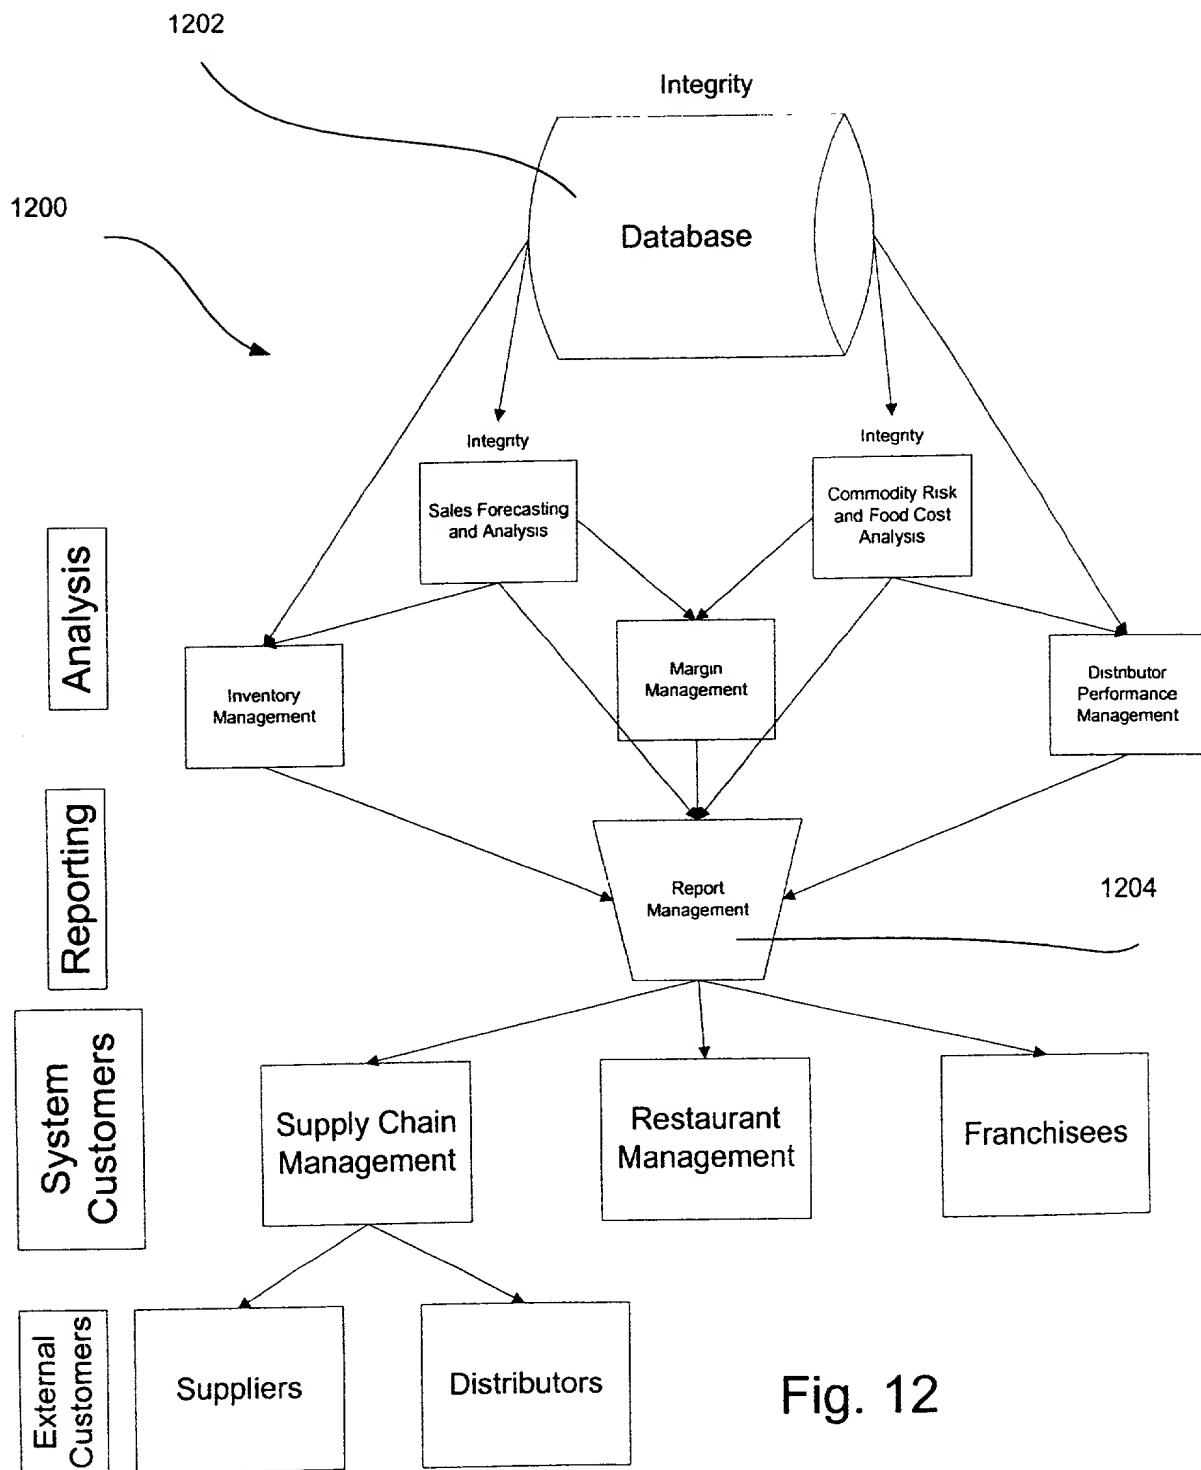 1202
Integrity
1200
Database
Integrity
Integrity
Sales Forecasting
and Analysis
Commodity Risk
and Food Cost
Analysis
Analysis
Inventory
Management
Margin
Management
Distributor
Performance
Management
Reporting
Report
Management
1204
System
Customers
Supply Chain
Management
Restaurant
Management
Franchisees
External
Customers
Suppliers
Distributors
Fig. 12